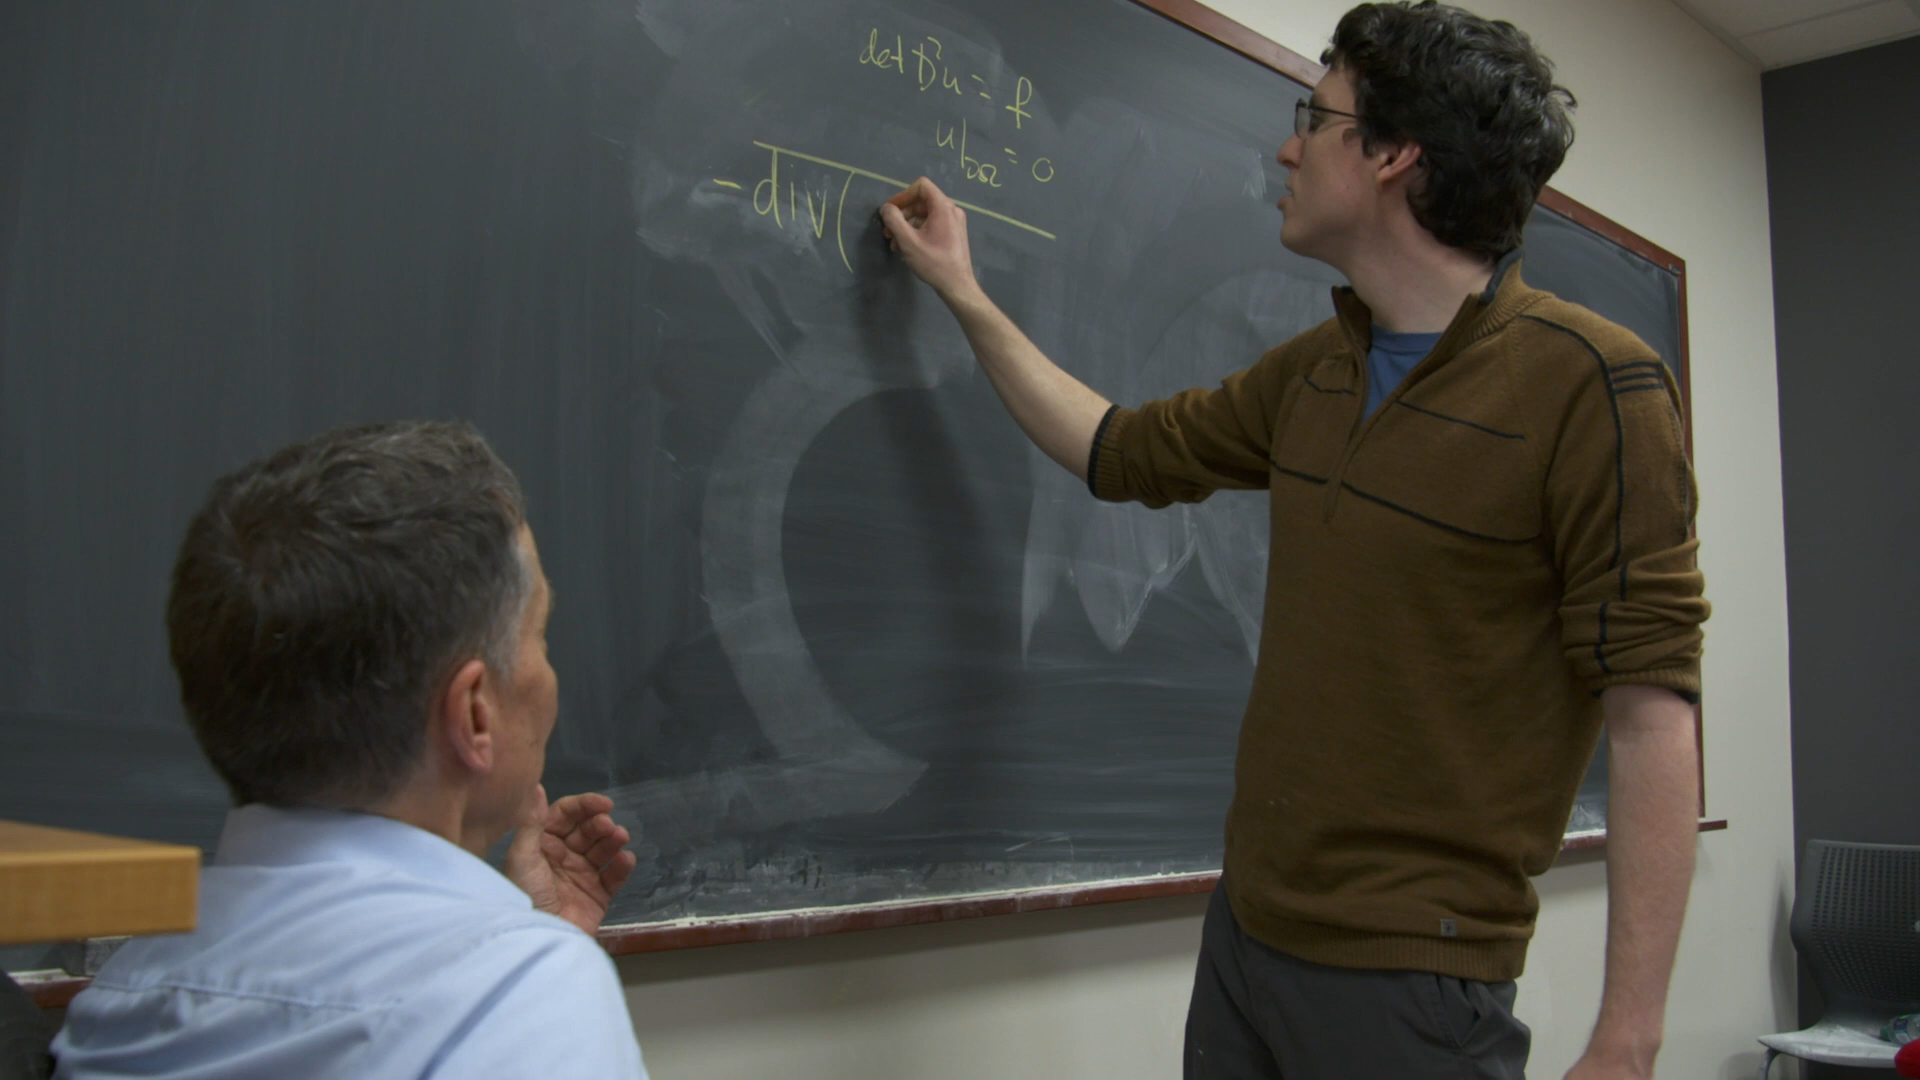 det D²u = f
u|∂Ω = 0
-div(